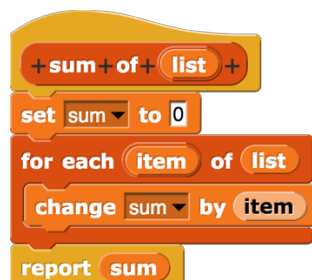 +sum+of+ list +
set sum to 0
for each item of list
change sum by item
report sum